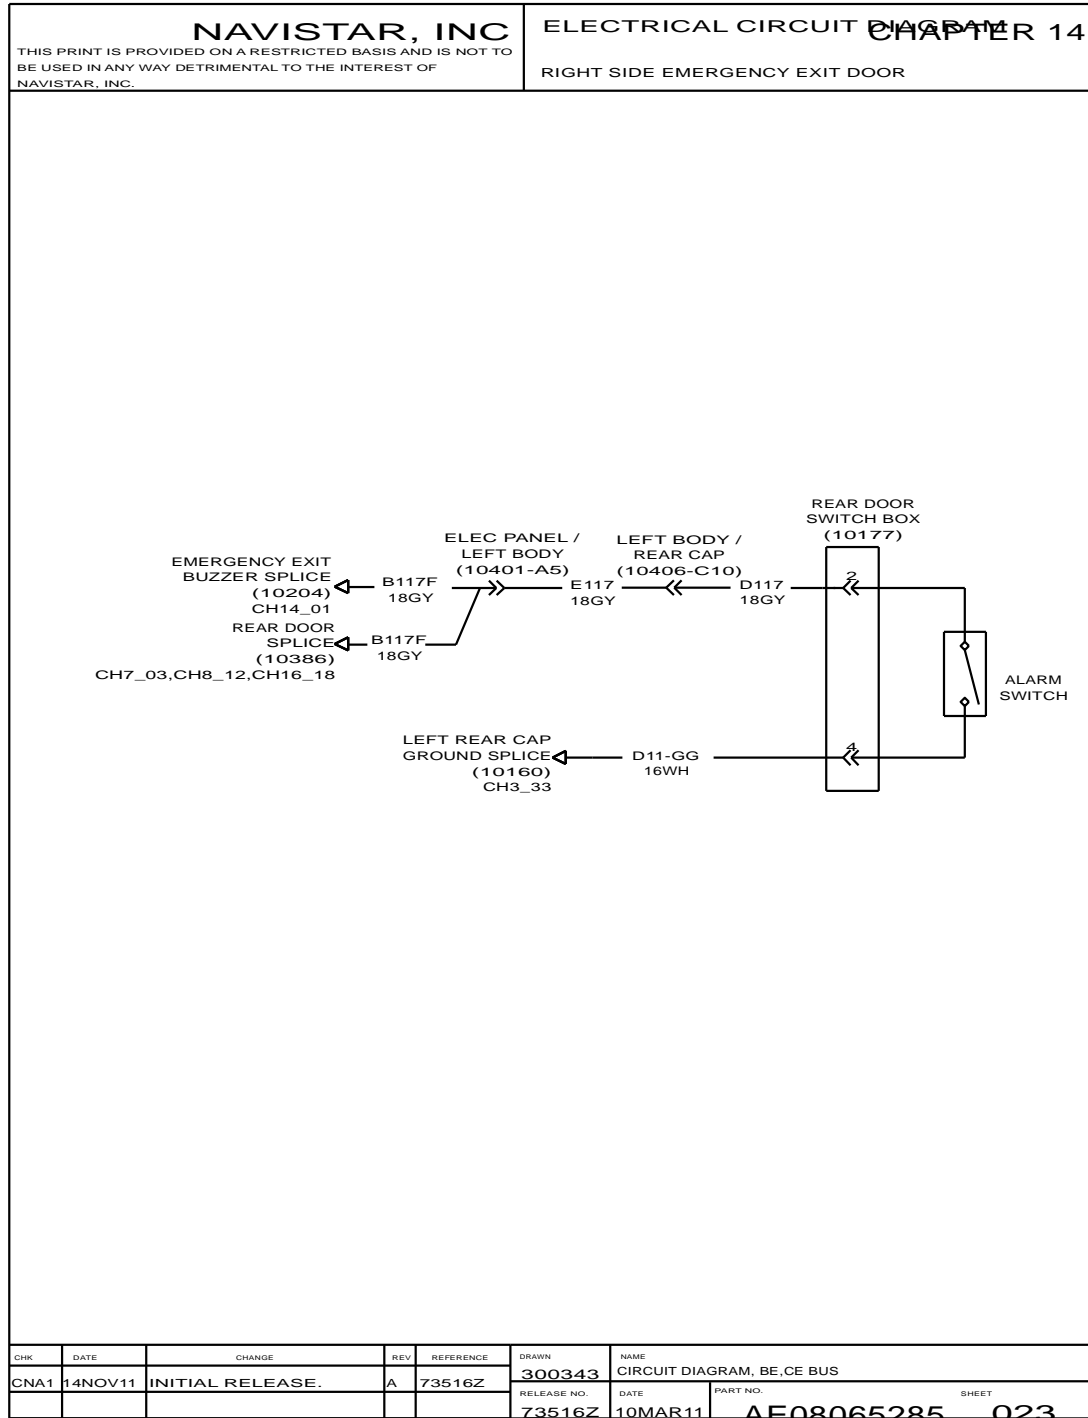 NAVISTAR, INC
THIS PRINT IS PROVIDED ON A RESTRICTED BASIS AND IS NOT TO
BE USED IN ANY WAY DETRIMENTAL TO THE INTEREST OF
NAVISTAR, INC.
ELECTRICAL CIRCUIT DIAGRAM
CHAPTER 14
RIGHT SIDE EMERGENCY EXIT DOOR
REAR DOOR
SWITCH BOX
(10177)
ELEC PANEL /
LEFT BODY
(10401-A5)
LEFT BODY /
REAR CAP
(10406-C10)
EMERGENCY EXIT
BUZZER SPLICE
(10204)
CH14_01
B117F
18GY
E117
18GY
D117
18GY
2
REAR DOOR
SPLICE
(10386)
CH7_03,CH8_12,CH16_18
B117F
18GY
ALARM
SWITCH
LEFT REAR CAP
GROUND SPLICE
(10160)
CH3_33
D11-GG
16WH
4
CHK DATE CHANGE REV REFERENCE
CNA1 14NOV11 INITIAL RELEASE. A 73516Z
DRAWN
300343
NAME
CIRCUIT DIAGRAM, BE,CE BUS
RELEASE NO.
73516Z
DATE
10MAR11
PART NO.
AE08065285
SHEET
023